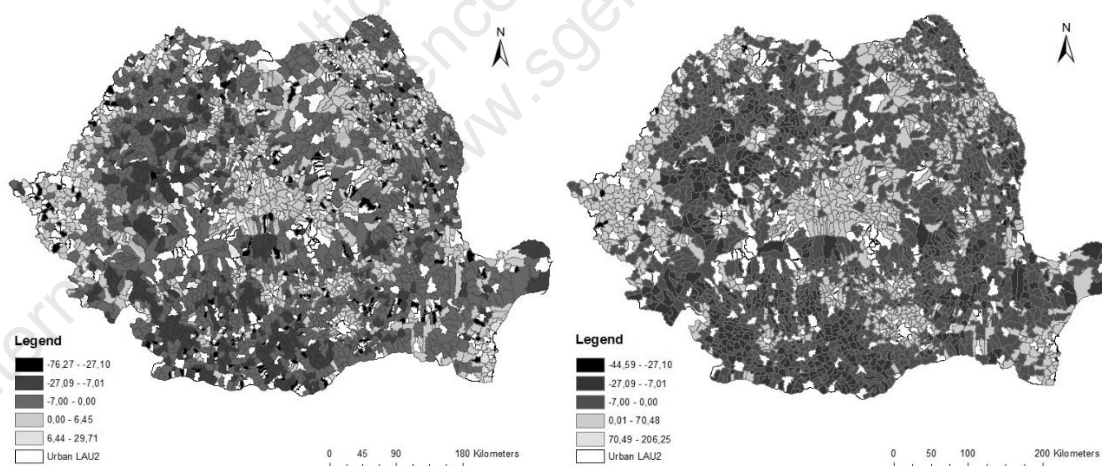 N
Legend
-76,27 - -27,10
-27,09 - -7,01
-7,00 - 0,00
0,00 - 6,45
6,44 - 29,71
Urban LAU2
0 45 90 180 Kilometers
N
Legend
-44,59 - -27,10
-27,09 - -7,01
-7,00 - 0,00
0,01 - 70,48
70,49 - 206,25
Urban LAU2
0 50 100 200 Kilometers
www.sge